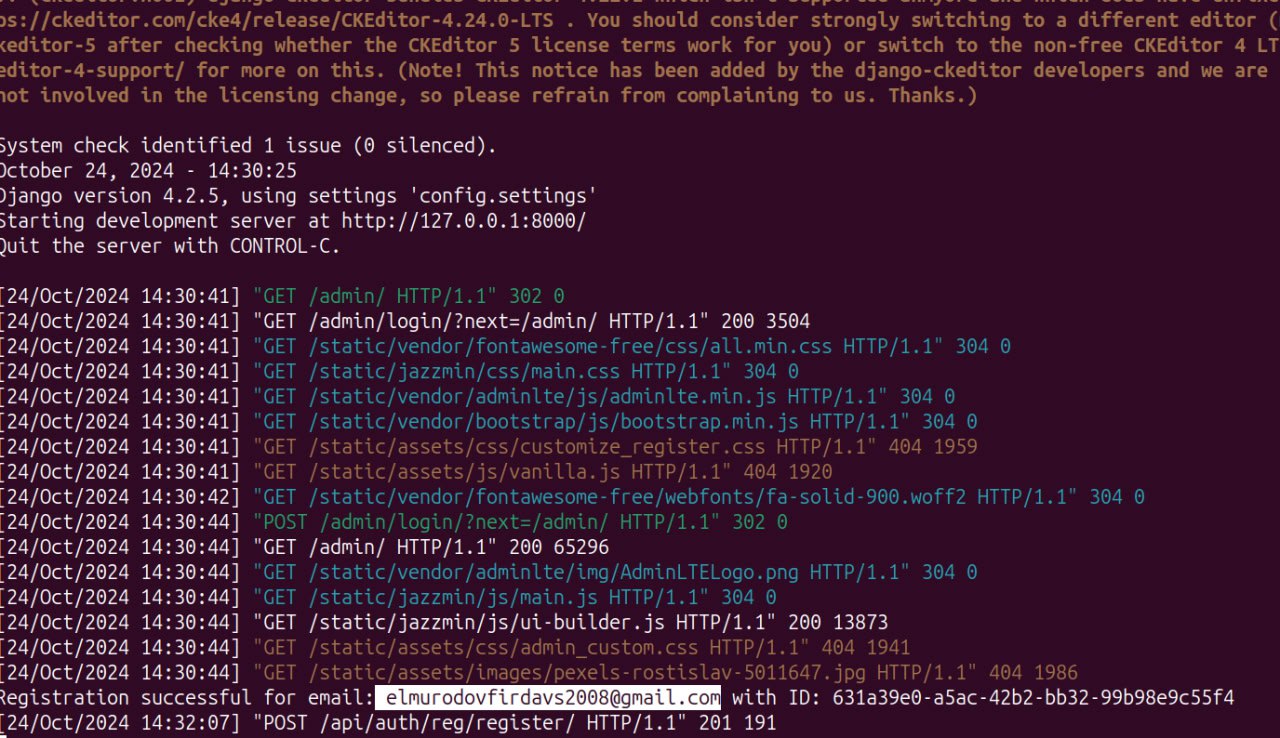 ps://ckeditor.com/cke4/release/CKEditor-4.24.0-LTS . You should consider strongly switching to a different editor (
keditor-5 after checking whether the CKEditor 5 license terms work for you) or switch to the non-free CKEditor 4 LT
editor-4-support/ for more on this. (Note! This notice has been added by the django-ckeditor developers and we are
not involved in the licensing change, so please refrain from complaining to us. Thanks.)
System check identified 1 issue (0 silenced).
October 24, 2024 - 14:30:25
Django version 4.2.5, using settings 'config.settings'
Starting development server at http://127.0.0.1:8000/
Quit the server with CONTROL-C.
[24/Oct/2024 14:30:41] "GET /admin/ HTTP/1.1" 302 0
[24/Oct/2024 14:30:41] "GET /admin/login/?next=/admin/ HTTP/1.1" 200 3504
[24/Oct/2024 14:30:41] "GET /static/vendor/fontawesome-free/css/all.min.css HTTP/1.1" 304 0
[24/Oct/2024 14:30:41] "GET /static/jazzmin/css/main.css HTTP/1.1" 304 0
[24/Oct/2024 14:30:41] "GET /static/vendor/adminlte/js/adminlte.min.js HTTP/1.1" 304 0
[24/Oct/2024 14:30:41] "GET /static/vendor/bootstrap/js/bootstrap.min.js HTTP/1.1" 304 0
[24/Oct/2024 14:30:41] "GET /static/assets/css/customize_register.css HTTP/1.1" 404 1959
[24/Oct/2024 14:30:41] "GET /static/assets/js/vanilla.js HTTP/1.1" 404 1920
[24/Oct/2024 14:30:42] "GET /static/vendor/fontawesome-free/webfonts/fa-solid-900.woff2 HTTP/1.1" 304 0
[24/Oct/2024 14:30:44] "POST /admin/login/?next=/admin/ HTTP/1.1" 302 0
[24/Oct/2024 14:30:44] "GET /admin/ HTTP/1.1" 200 65296
[24/Oct/2024 14:30:44] "GET /static/vendor/adminlte/img/AdminLTELogo.png HTTP/1.1" 304 0
[24/Oct/2024 14:30:44] "GET /static/jazzmin/js/main.js HTTP/1.1" 304 0
[24/Oct/2024 14:30:44] "GET /static/jazzmin/js/ui-builder.js HTTP/1.1" 200 13873
[24/Oct/2024 14:30:44] "GET /static/assets/css/admin_custom.css HTTP/1.1" 404 1941
[24/Oct/2024 14:30:44] "GET /static/assets/images/pexels-rostislav-5011647.jpg HTTP/1.1" 404 1986
Registration successful for email: elmurodovfirdavs2008@gmail.com with ID: 631a39e0-a5ac-42b2-bb32-99b98e9c55f4
[24/Oct/2024 14:32:07] "POST /api/auth/reg/register/ HTTP/1.1" 201 191